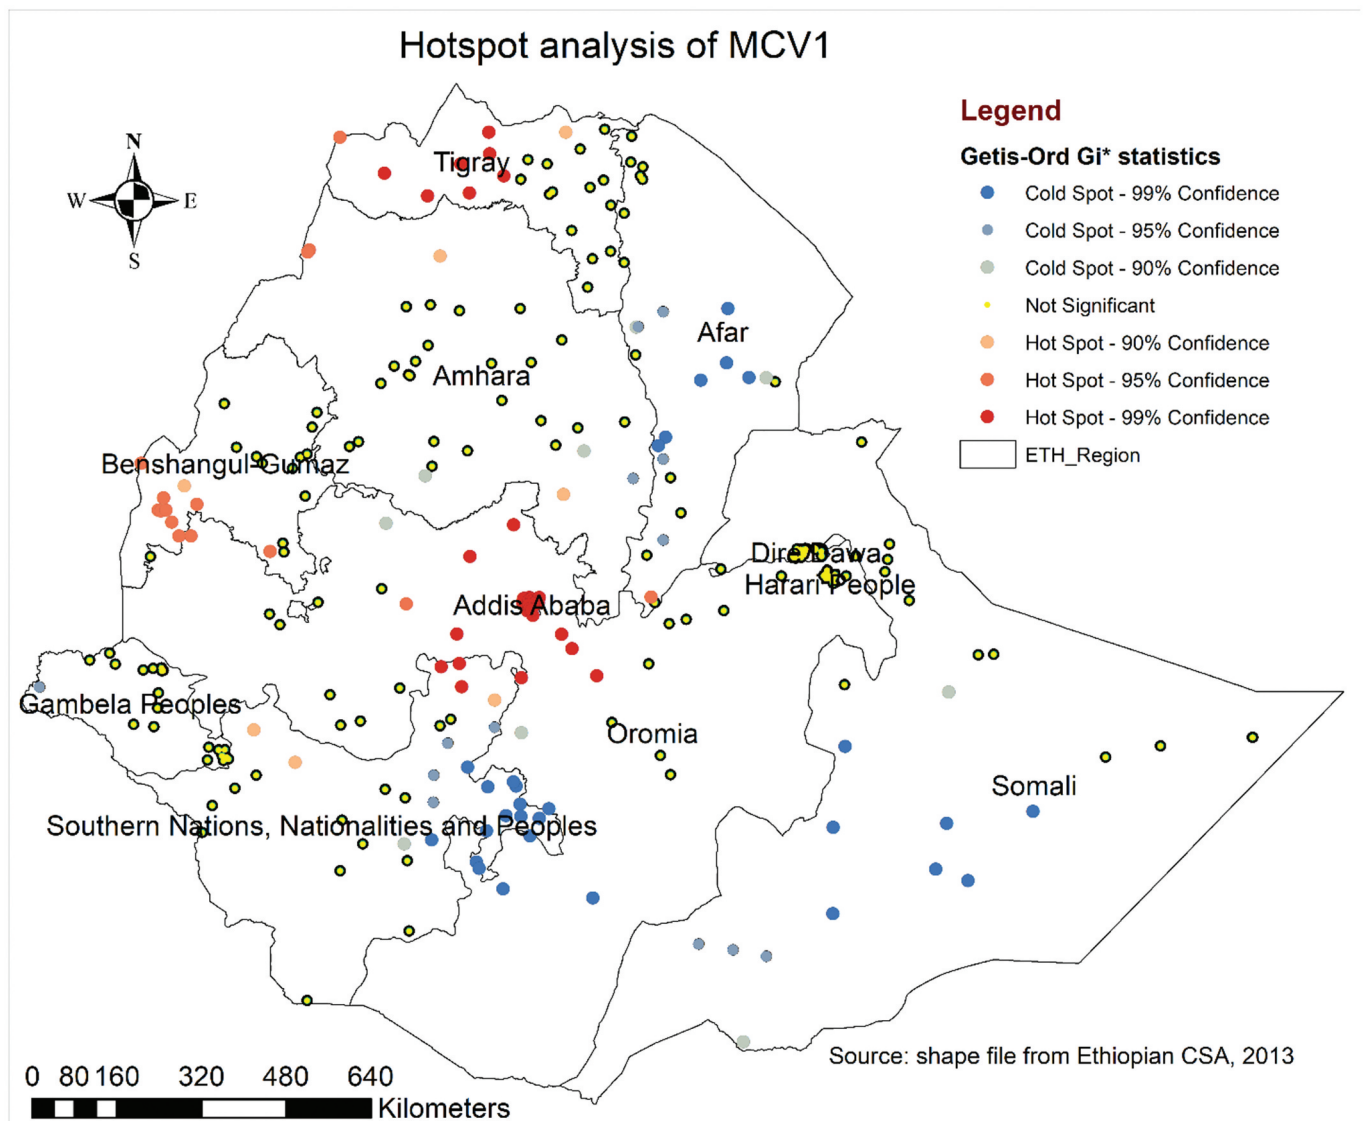 Hotspot analysis of MCV1
N
W
E
S
Legend
Getis-Ord Gi* statistics
Cold Spot - 99% Confidence
Cold Spot - 95% Confidence
Cold Spot - 90% Confidence
Not Significant
Hot Spot - 90% Confidence
Hot Spot - 95% Confidence
Hot Spot - 99% Confidence
ETH_Region
Tigray
Afar
Amhara
Benshangul-Gumaz
Dire Dawa
Harari People
Addis Ababa
Gambela Peoples
Oromia
Somali
Southern Nations, Nationalities and Peoples
Source: shape file from Ethiopian CSA, 2013
0 80 160 320 480 640
Kilometers